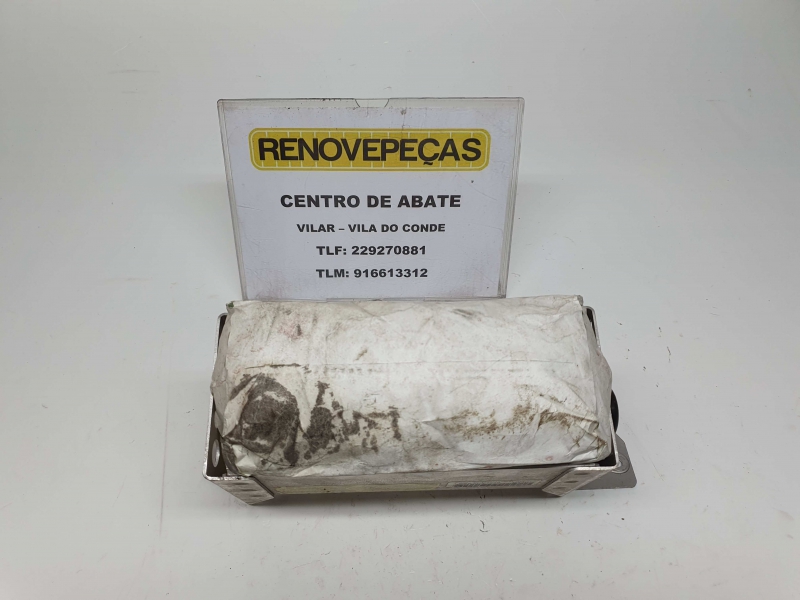 RENOVEPEÇAS
CENTRO DE ABATE
VILAR – VILA DO CONDE
TLF: 229270881
TLM: 916613312